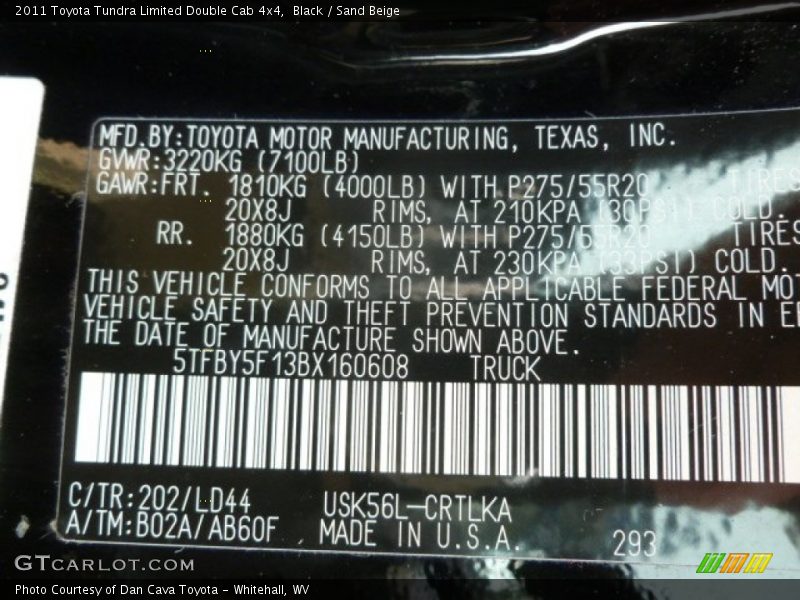 2011 Toyota Tundra Limited Double Cab 4x4,  Black / Sand Beige
MFD.BY:TOYOTA MOTOR MANUFACTURING, TEXAS, INC.
GVWR:3220KG (7100LB)
GAWR:FRT. 1810KG (4000LB) WITH P275/55R20 TIRES
20X8J RIMS, AT 210KPA (30PSI) COLD.
RR. 1880KG (4150LB) WITH P275/55R20 TIRES
20X8J RIMS, AT 230KPA (33PSI) COLD.
THIS VEHICLE CONFORMS TO ALL APPLICABLE FEDERAL MOT
VEHICLE SAFETY AND THEFT PREVENTION STANDARDS IN E
THE DATE OF MANUFACTURE SHOWN ABOVE.
5TFBY5F13BX160608 TRUCK
C/TR:202/LD44 USK56L-CRTLKA
A/TM:B02A/AB60F MADE IN U.S.A. 293
GTCARLOT.COM
Photo Courtesy of Dan Cava Toyota - Whitehall, WV